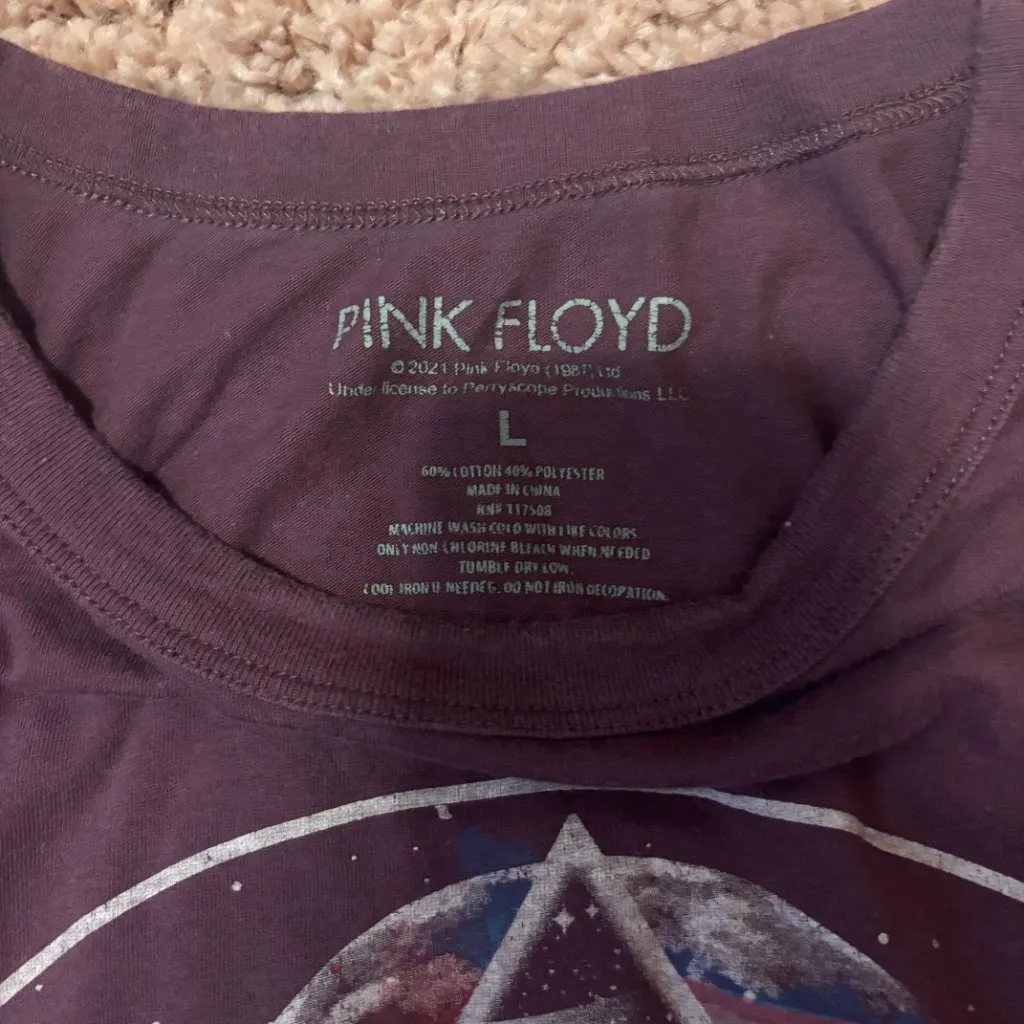 PINK FLOYD
© 2021 Pink Floyd (1987) Ltd
Under license to Perryscope Productions LLC
L
60% COTTON 40% POLYESTER
MADE IN CHINA
RN# 117508
MACHINE WASH COLD WITH LIKE COLORS
ONLY NON CHLORINE BLEACH WHEN NEEDED
TUMBLE DRY LOW.
COOL IRON IF NEEDED. DO NOT IRON DECORATION.